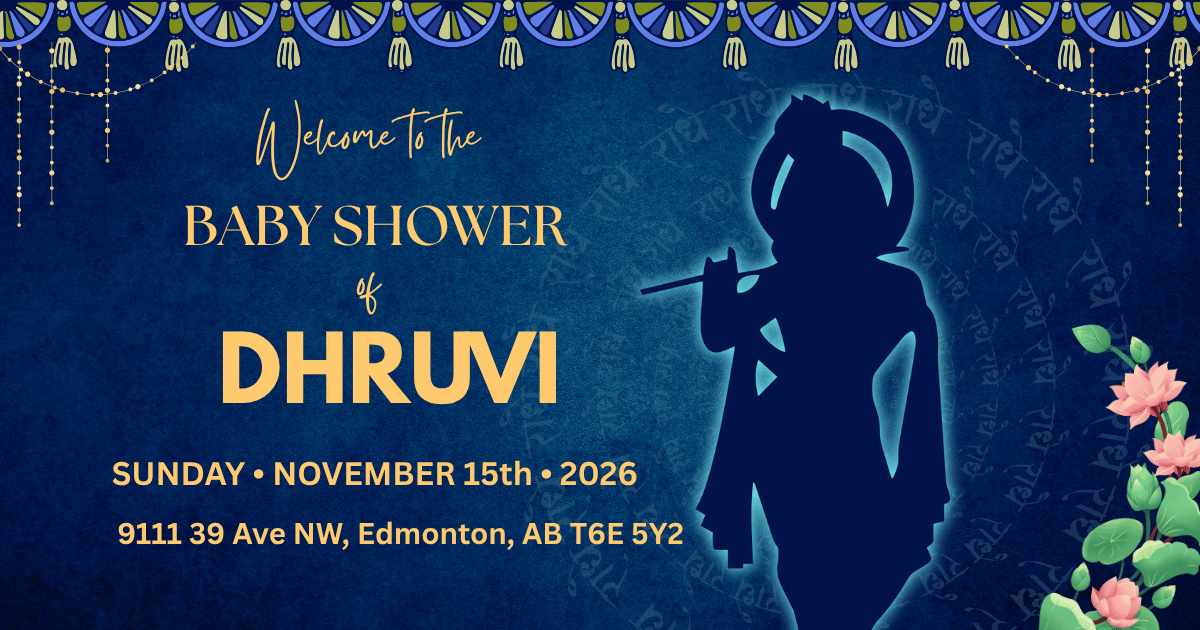 Welcome to the
BABY SHOWER
of
DHRUVI
SUNDAY • NOVEMBER 15th • 2026
9111 39 Ave NW, Edmonton, AB T6E 5Y2
राधे राधे राधे राधे